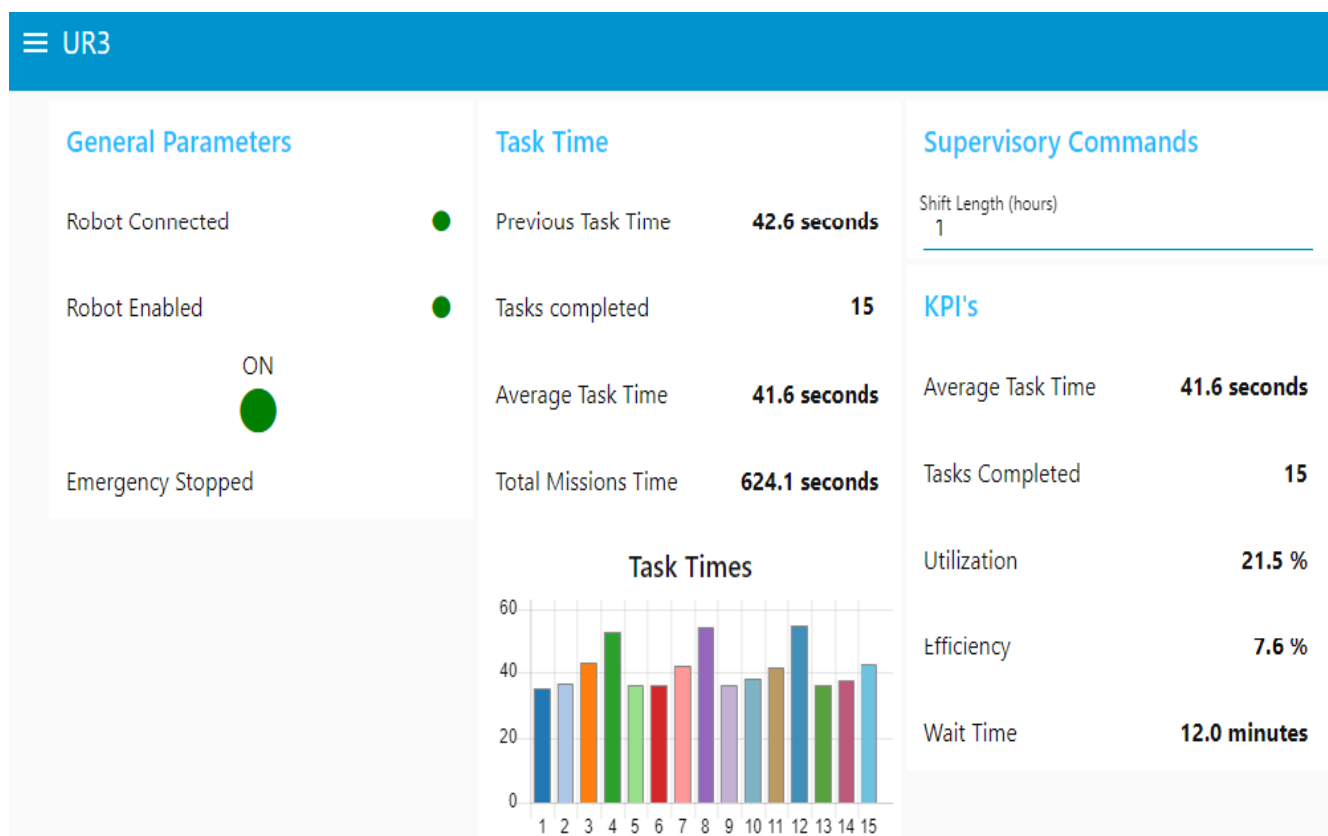 UR3
General Parameters
Robot Connected
Robot Enabled
ON
Emergency Stopped
Task Time
Previous Task Time 42.6 seconds
Tasks completed 15
Average Task Time 41.6 seconds
Total Missions Time 624.1 seconds
Task Times
60
40
20
0
1 2 3 4 5 6 7 8 9 10 11 12 13 14 15
Supervisory Commands
Shift Length (hours)
1
KPI's
Average Task Time 41.6 seconds
Tasks Completed 15
Utilization 21.5 %
Efficiency 7.6 %
Wait Time 12.0 minutes